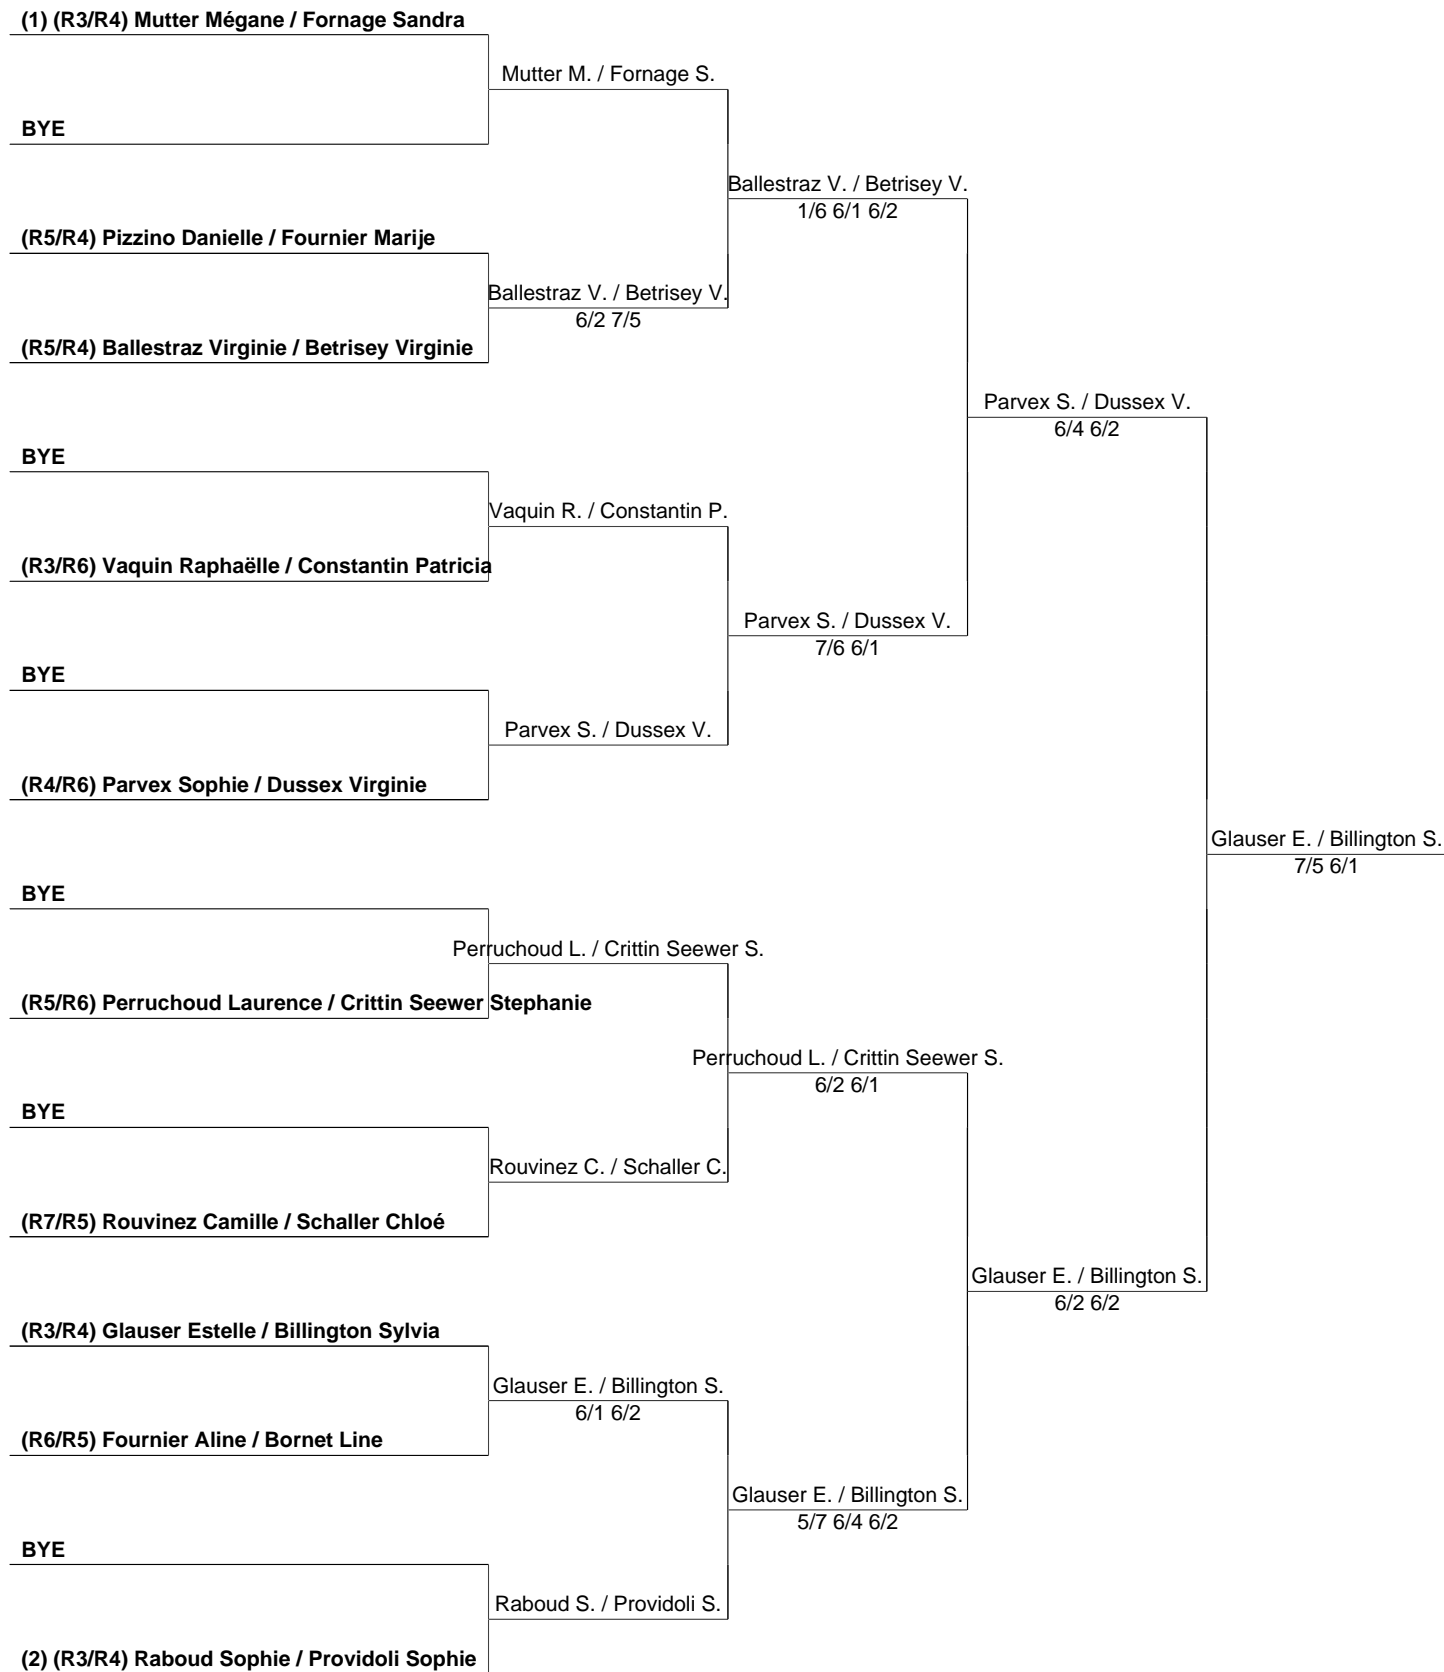 (1) (R3/R4) Mutter Mégane / Fornage Sandra
Mutter M. / Fornage S.
BYE
Ballestraz V. / Betrisey V.
1/6 6/1 6/2
(R5/R4) Pizzino Danielle / Fournier Marije
Ballestraz V. / Betrisey V.
6/2 7/5
(R5/R4) Ballestraz Virginie / Betrisey Virginie
Parvex S. / Dussex V.
6/4 6/2
BYE
Vaquin R. / Constantin P.
(R3/R6) Vaquin Raphaëlle / Constantin Patricia
Parvex S. / Dussex V.
7/6 6/1
BYE
Parvex S. / Dussex V.
(R4/R6) Parvex Sophie / Dussex Virginie
Glauser E. / Billington S.
7/5 6/1
BYE
Perruchoud L. / Crittin Seewer S.
(R5/R6) Perruchoud Laurence / Crittin Seewer Stephanie
Perruchoud L. / Crittin Seewer S.
6/2 6/1
BYE
Rouvinez C. / Schaller C.
(R7/R5) Rouvinez Camille / Schaller Chloé
Glauser E. / Billington S.
6/2 6/2
(R3/R4) Glauser Estelle / Billington Sylvia
Glauser E. / Billington S.
6/1 6/2
(R6/R5) Fournier Aline / Bornet Line
Glauser E. / Billington S.
5/7 6/4 6/2
BYE
Raboud S. / Providoli S.
(2) (R3/R4) Raboud Sophie / Providoli Sophie